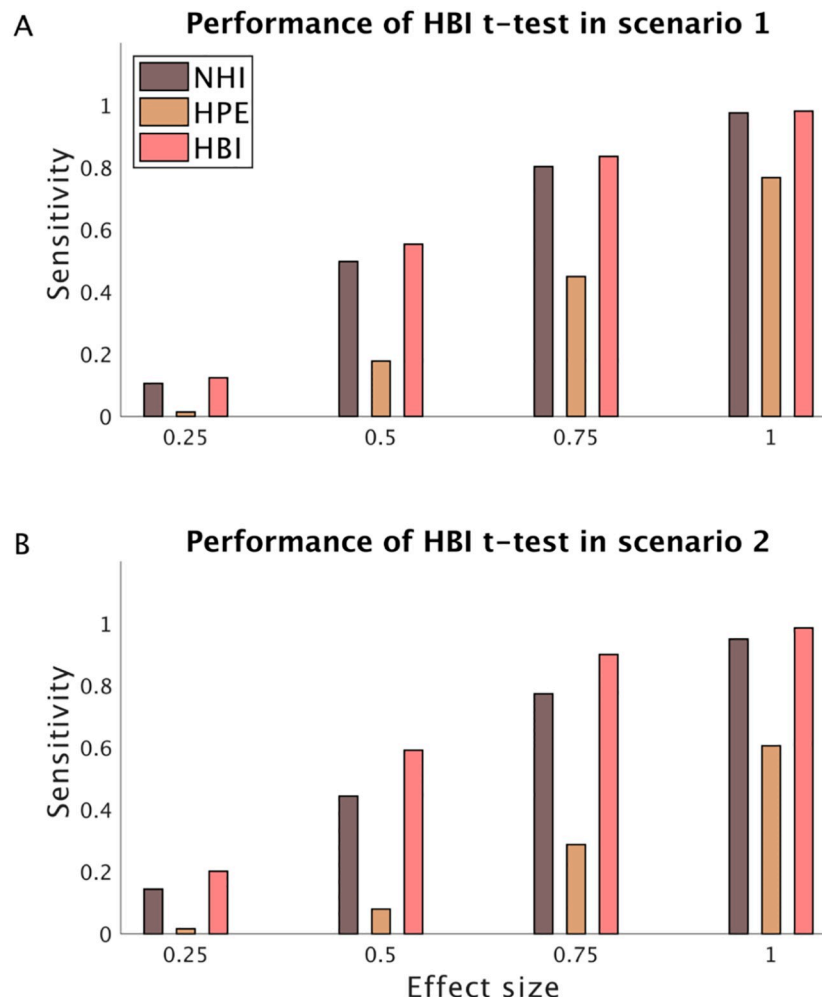 A
Performance of HBI t-test in scenario 1
NHI
HPE
HBI
Sensitivity
1
0.8
0.6
0.4
0.2
0
0.25 0.5 0.75 1
B
Performance of HBI t-test in scenario 2
Sensitivity
1
0.8
0.6
0.4
0.2
0
0.25 0.5 0.75 1
Effect size